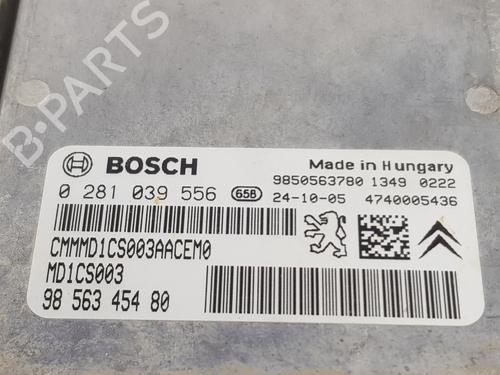 B-PARTS
BOSCH
Made in Hungary
0 281 039 556 65B
9850563780 1349 0222
24-10-05 4740005436
CMMMD1CS003AACEM0
MD1CS003
98 563 454 80